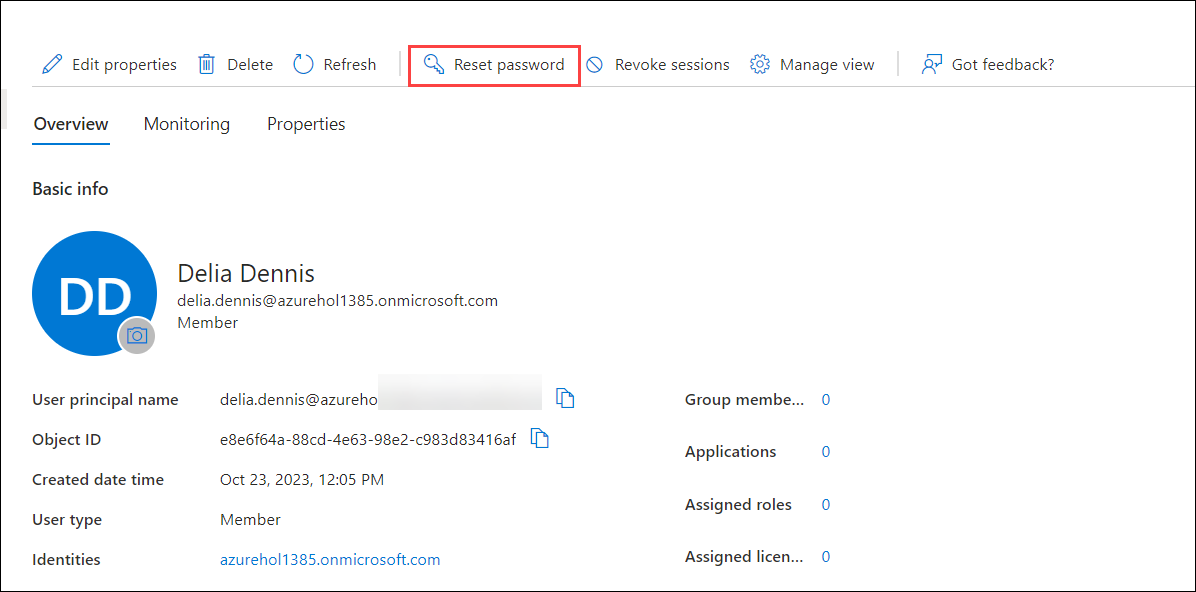 Edit properties Delete Refresh Reset password Revoke sessions Manage view Got feedback?
Overview Monitoring Properties
Basic info
DD
Delia Dennis
delia.dennis@azurehol1385.onmicrosoft.com
Member
User principal name delia.dennis@azureho
Object ID e8e6f64a-88cd-4e63-98e2-c983d83416af
Created date time Oct 23, 2023, 12:05 PM
User type Member
Identities azurehol1385.onmicrosoft.com
Group membe... 0
Applications 0
Assigned roles 0
Assigned licen... 0